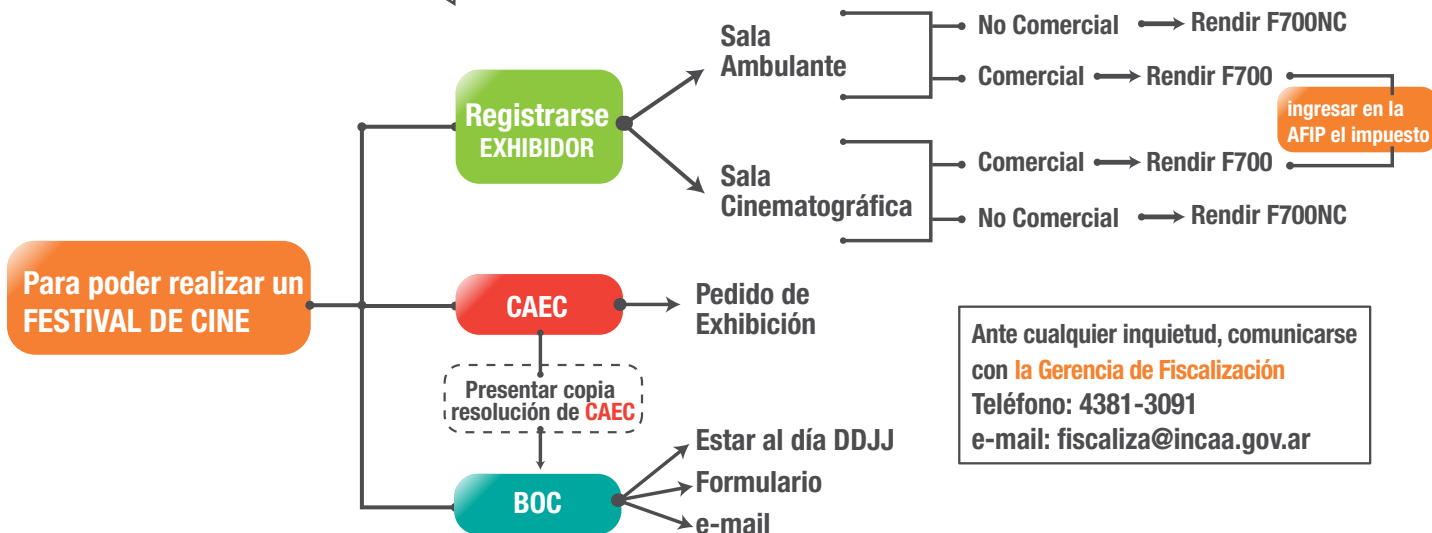 Para poder realizar un
FESTIVAL DE CINE
Registrarse
EXHIBIDOR
Sala
Ambulante
No Comercial
Rendir F700NC
Comercial
Rendir F700
ingresar en la
AFIP el impuesto
Sala
Cinematográfica
Comercial
Rendir F700
No Comercial
Rendir F700NC
CAEC
Pedido de
Exhibición
Presentar copia
resolución de CAEC
BOC
Estar al día DDJJ
Formulario
e-mail
Ante cualquier inquietud, comunicarse
con la Gerencia de Fiscalización
Teléfono: 4381-3091
e-mail: fiscaliza@incaa.gov.ar